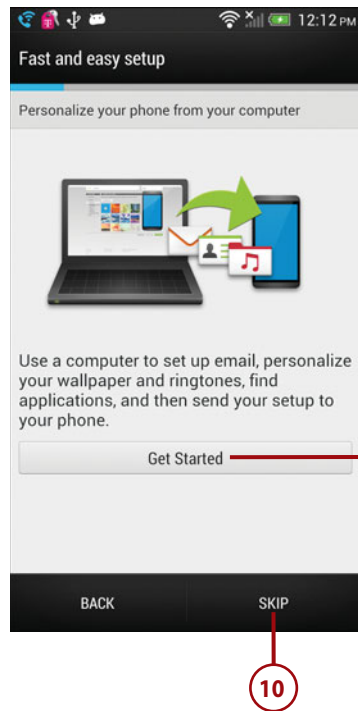 12:12 PM
Fast and easy setup
Personalize your phone from your computer
Use a computer to set up email, personalize
your wallpaper and ringtones, find
applications, and then send your setup to
your phone.
Get Started
BACK SKIP
10